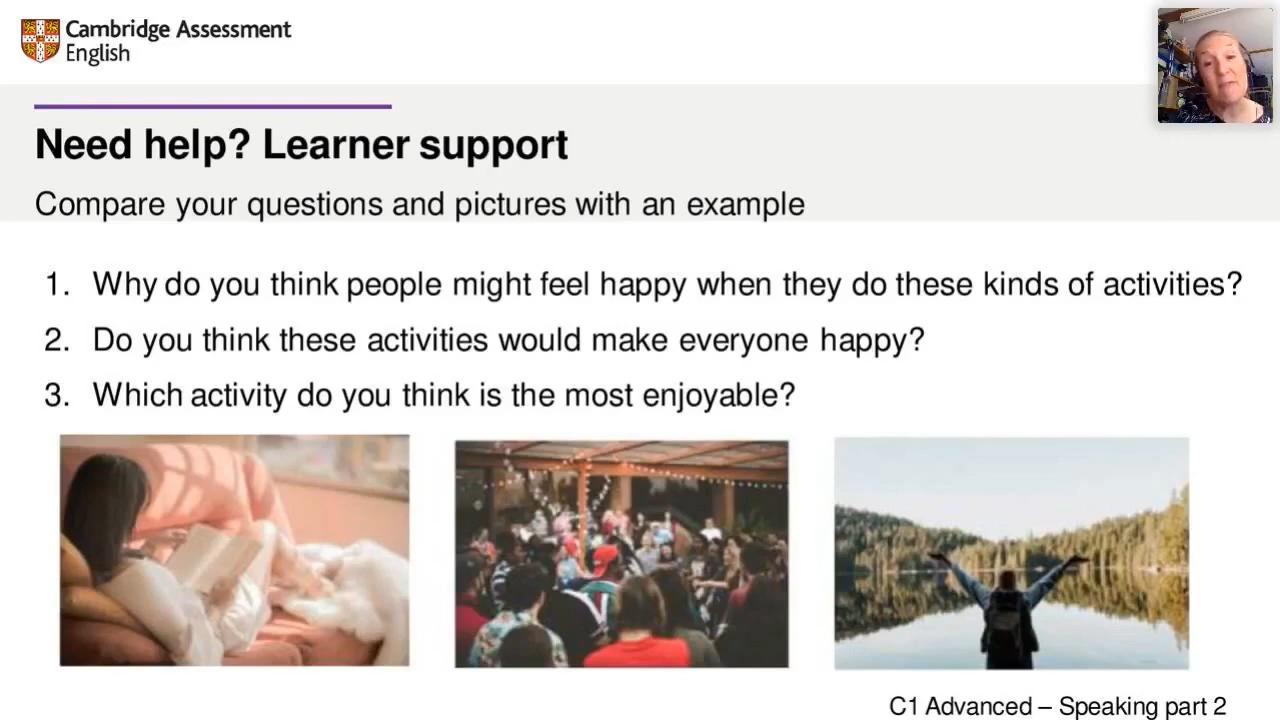 Cambridge Assessment
English
Need help? Learner support
Compare your questions and pictures with an example
1. Why do you think people might feel happy when they do these kinds of activities?
2. Do you think these activities would make everyone happy?
3. Which activity do you think is the most enjoyable?
C1 Advanced – Speaking part 2